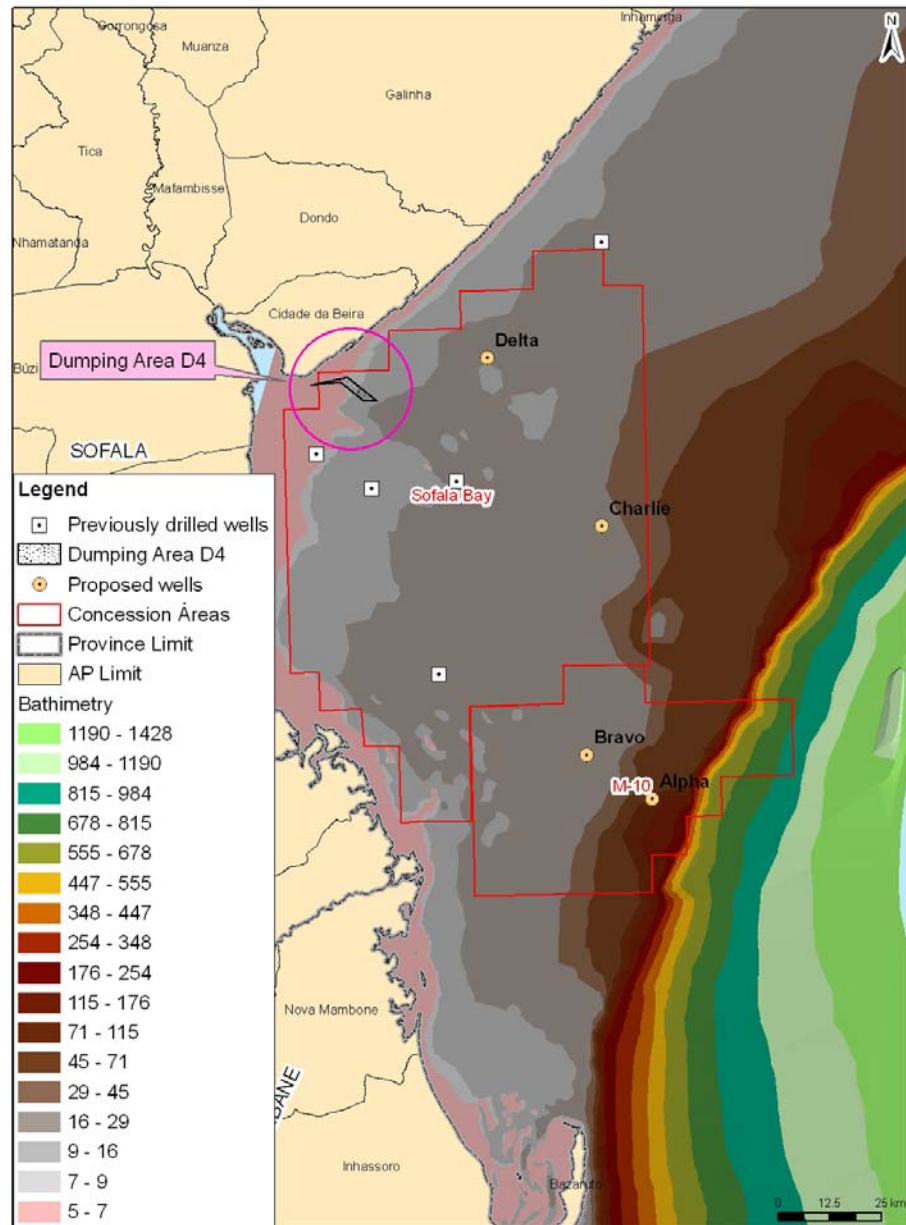 Gorrongosa
Muanza
Inhaminga
N
Galinha
Tica
Mafambisse
Dondo
Nhamatanda
Cidade da Beira
Dumping Area D4
Delta
Búzi
SOFALA
Sofala Bay
Charlie
Legend
Previously drilled wells
Dumping Area D4
Proposed wells
Concession Áreas
Province Limit
AP Limit
Bathimetry
1190 - 1428
984 - 1190
815 - 984
678 - 815
555 - 678
447 - 555
348 - 447
254 - 348
176 - 254
115 - 176
71 - 115
45 - 71
29 - 45
16 - 29
9 - 16
7 - 9
5 - 7
Bravo
M-10
Alpha
Nova Mambone
BANE
Inhassoro
Bazaruto
0 12.5 25 km